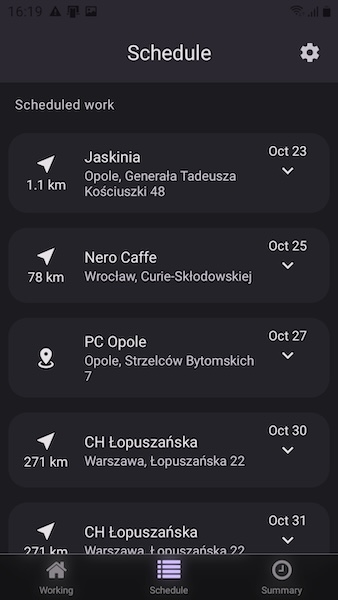 16:19
Schedule
Scheduled work
Jaskinia
Oct 23
Opole, Generała Tadeusza
Kościuszki 48
1.1 km
Nero Caffe
Oct 25
Wrocław, Curie-Skłodowskiej
78 km
PC Opole
Oct 27
Opole, Strzelców Bytomskich
7
CH Łopuszańska
Oct 30
Warszawa, Łopuszańska 22
271 km
CH Łopuszańska
Oct 31
Warszawa, Łopuszańska 22
271 km
Working
Schedule
Summary